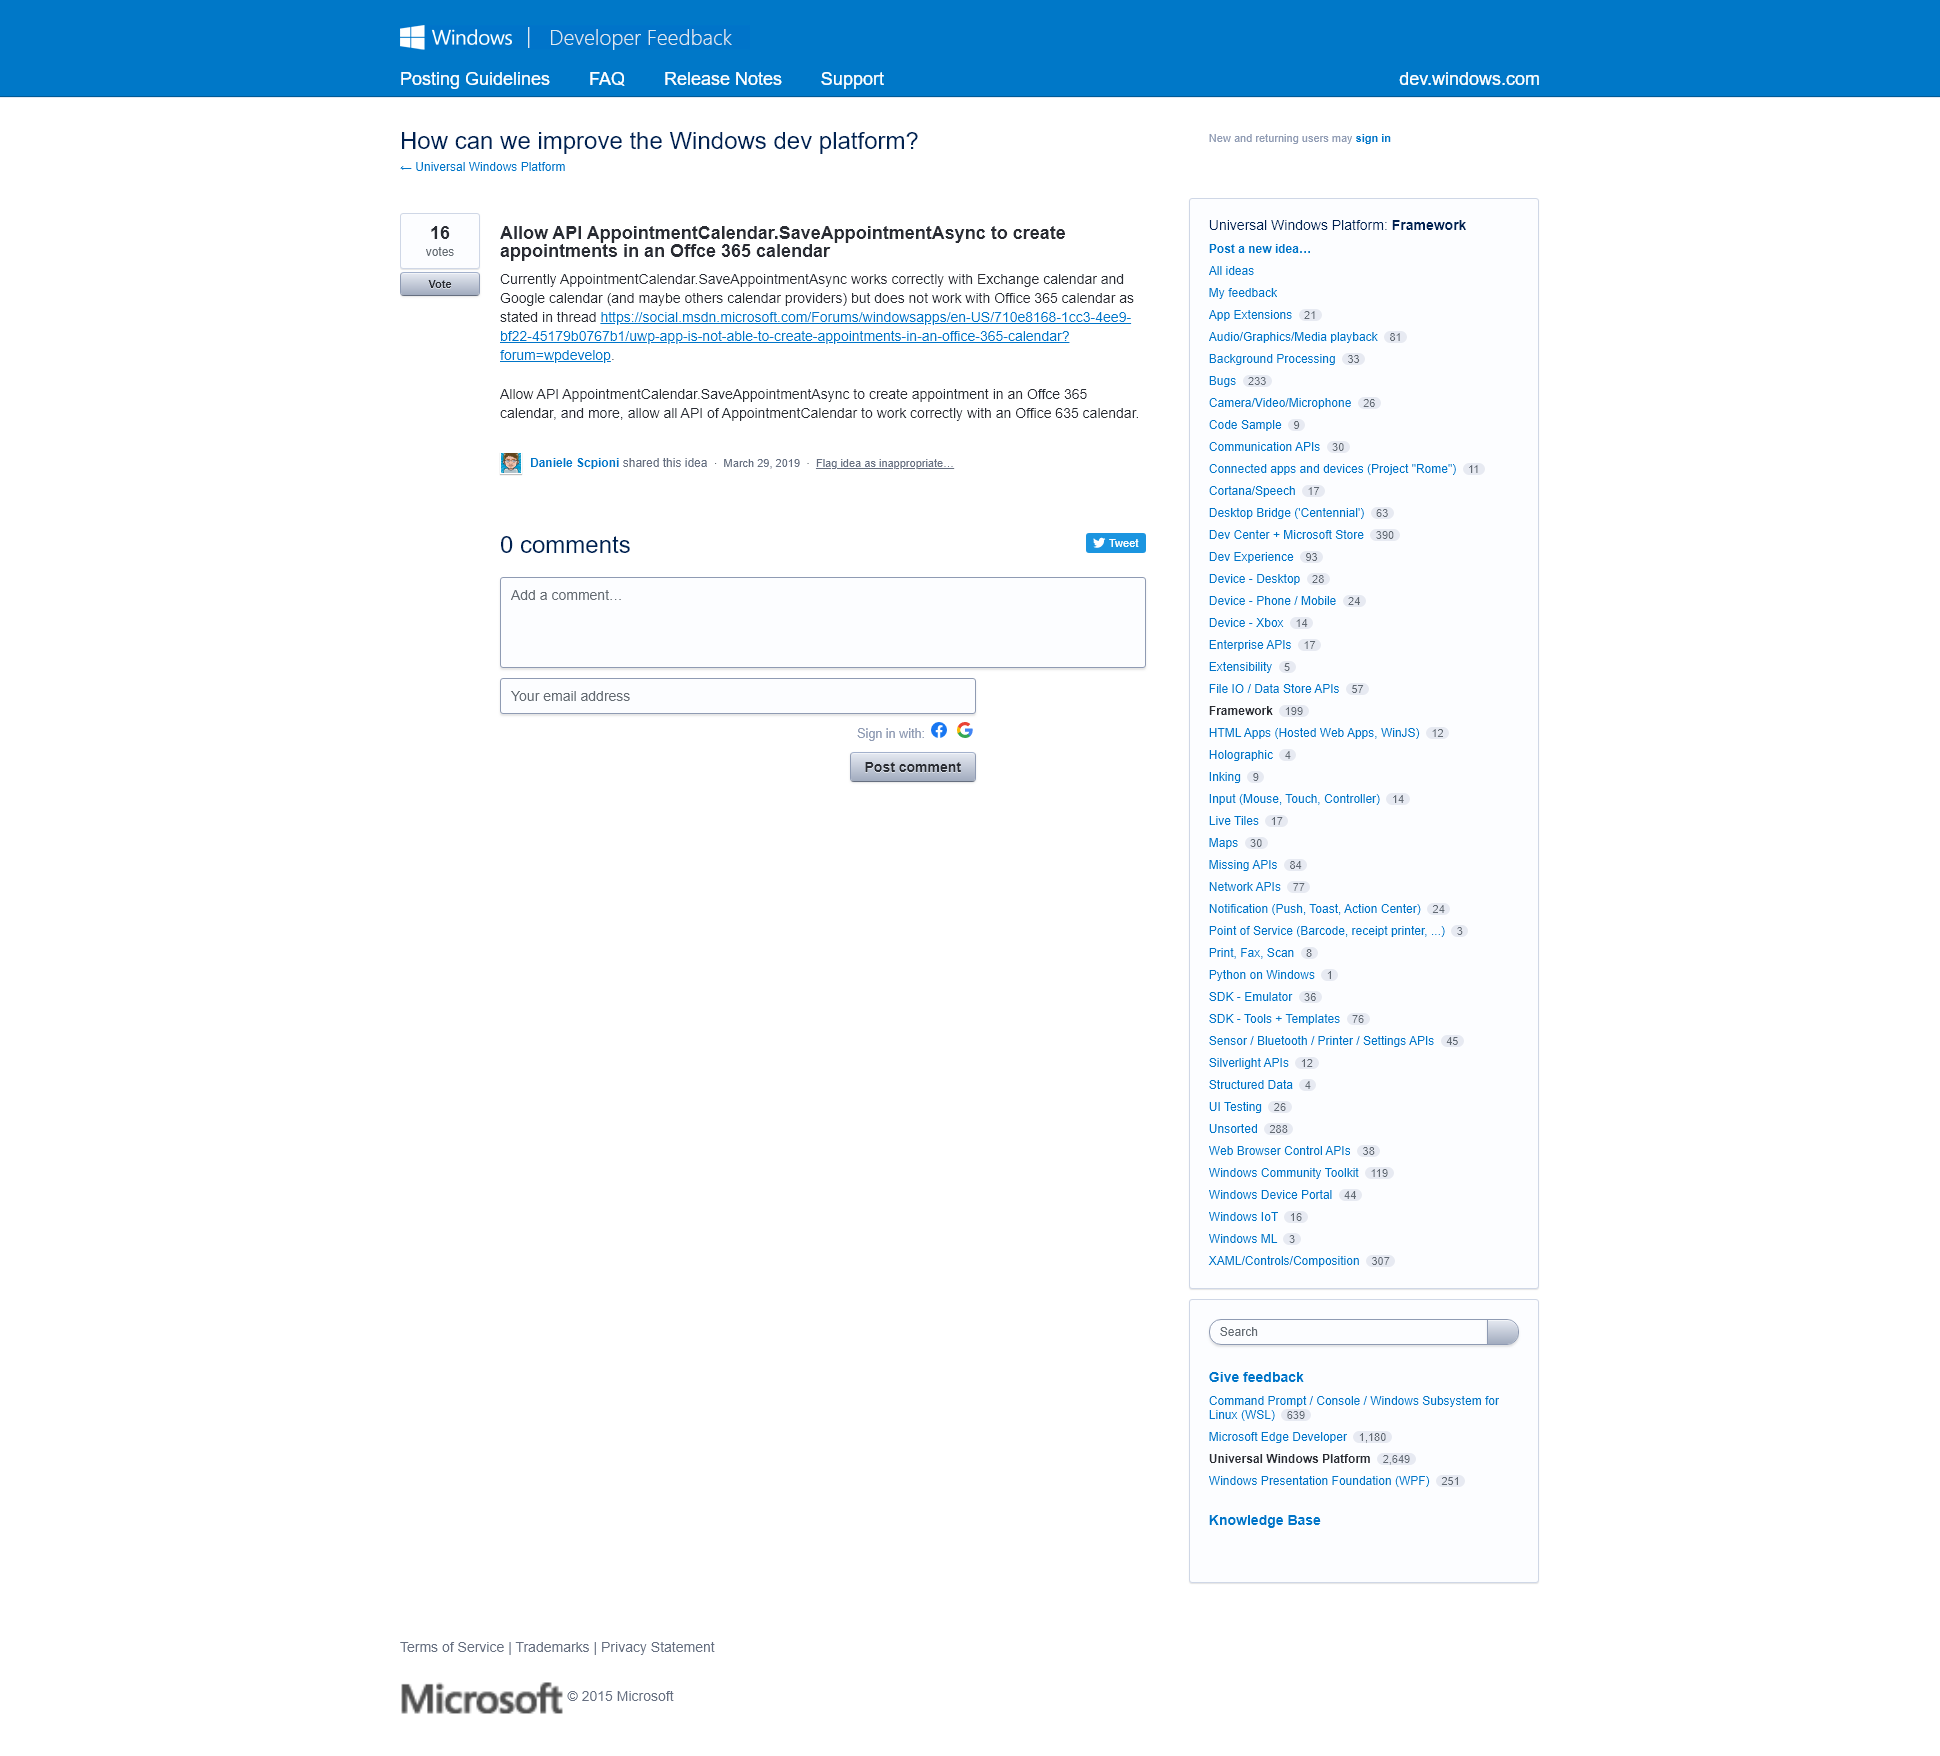 Windows | Developer Feedback
Posting Guidelines FAQ Release Notes Support dev.windows.com
How can we improve the Windows dev platform?
← Universal Windows Platform
New and returning users may sign in
16
votes
Vote
Allow API AppointmentCalendar.SaveAppointmentAsync to create
appointments in an Offce 365 calendar
Currently AppointmentCalendar.SaveAppointmentAsync works correctly with Exchange calendar and
Google calendar (and maybe others calendar providers) but does not work with Office 365 calendar as
stated in thread https://social.msdn.microsoft.com/Forums/windowsapps/en-US/710e8168-1cc3-4ee9-
bf22-45179b0767b1/uwp-app-is-not-able-to-create-appointments-in-an-office-365-calendar?
forum=wpdevelop.
Allow API AppointmentCalendar.SaveAppointmentAsync to create appointment in an Offce 365
calendar, and more, allow all API of AppointmentCalendar to work correctly with an Office 635 calendar.
Daniele Scpioni shared this idea · March 29, 2019 · Flag idea as inappropriate…
0 comments
Tweet
Add a comment…
Your email address
Sign in with:
Post comment
Universal Windows Platform: Framework
Post a new idea…
All ideas
My feedback
App Extensions 21
Audio/Graphics/Media playback 81
Background Processing 33
Bugs 233
Camera/Video/Microphone 26
Code Sample 9
Communication APIs 30
Connected apps and devices (Project "Rome") 11
Cortana/Speech 17
Desktop Bridge ('Centennial') 63
Dev Center + Microsoft Store 390
Dev Experience 93
Device - Desktop 28
Device - Phone / Mobile 24
Device - Xbox 14
Enterprise APIs 17
Extensibility 5
File IO / Data Store APIs 57
Framework 199
HTML Apps (Hosted Web Apps, WinJS) 12
Holographic 4
Inking 9
Input (Mouse, Touch, Controller) 14
Live Tiles 17
Maps 30
Missing APIs 84
Network APIs 77
Notification (Push, Toast, Action Center) 24
Point of Service (Barcode, receipt printer, ...) 3
Print, Fax, Scan 8
Python on Windows 1
SDK - Emulator 36
SDK - Tools + Templates 76
Sensor / Bluetooth / Printer / Settings APIs 45
Silverlight APIs 12
Structured Data 4
UI Testing 26
Unsorted 288
Web Browser Control APIs 38
Windows Community Toolkit 119
Windows Device Portal 44
Windows IoT 16
Windows ML 3
XAML/Controls/Composition 307
Search
Give feedback
Command Prompt / Console / Windows Subsystem for
Linux (WSL) 639
Microsoft Edge Developer 1,180
Universal Windows Platform 2,649
Windows Presentation Foundation (WPF) 251
Knowledge Base
Terms of Service | Trademarks | Privacy Statement
Microsoft © 2015 Microsoft